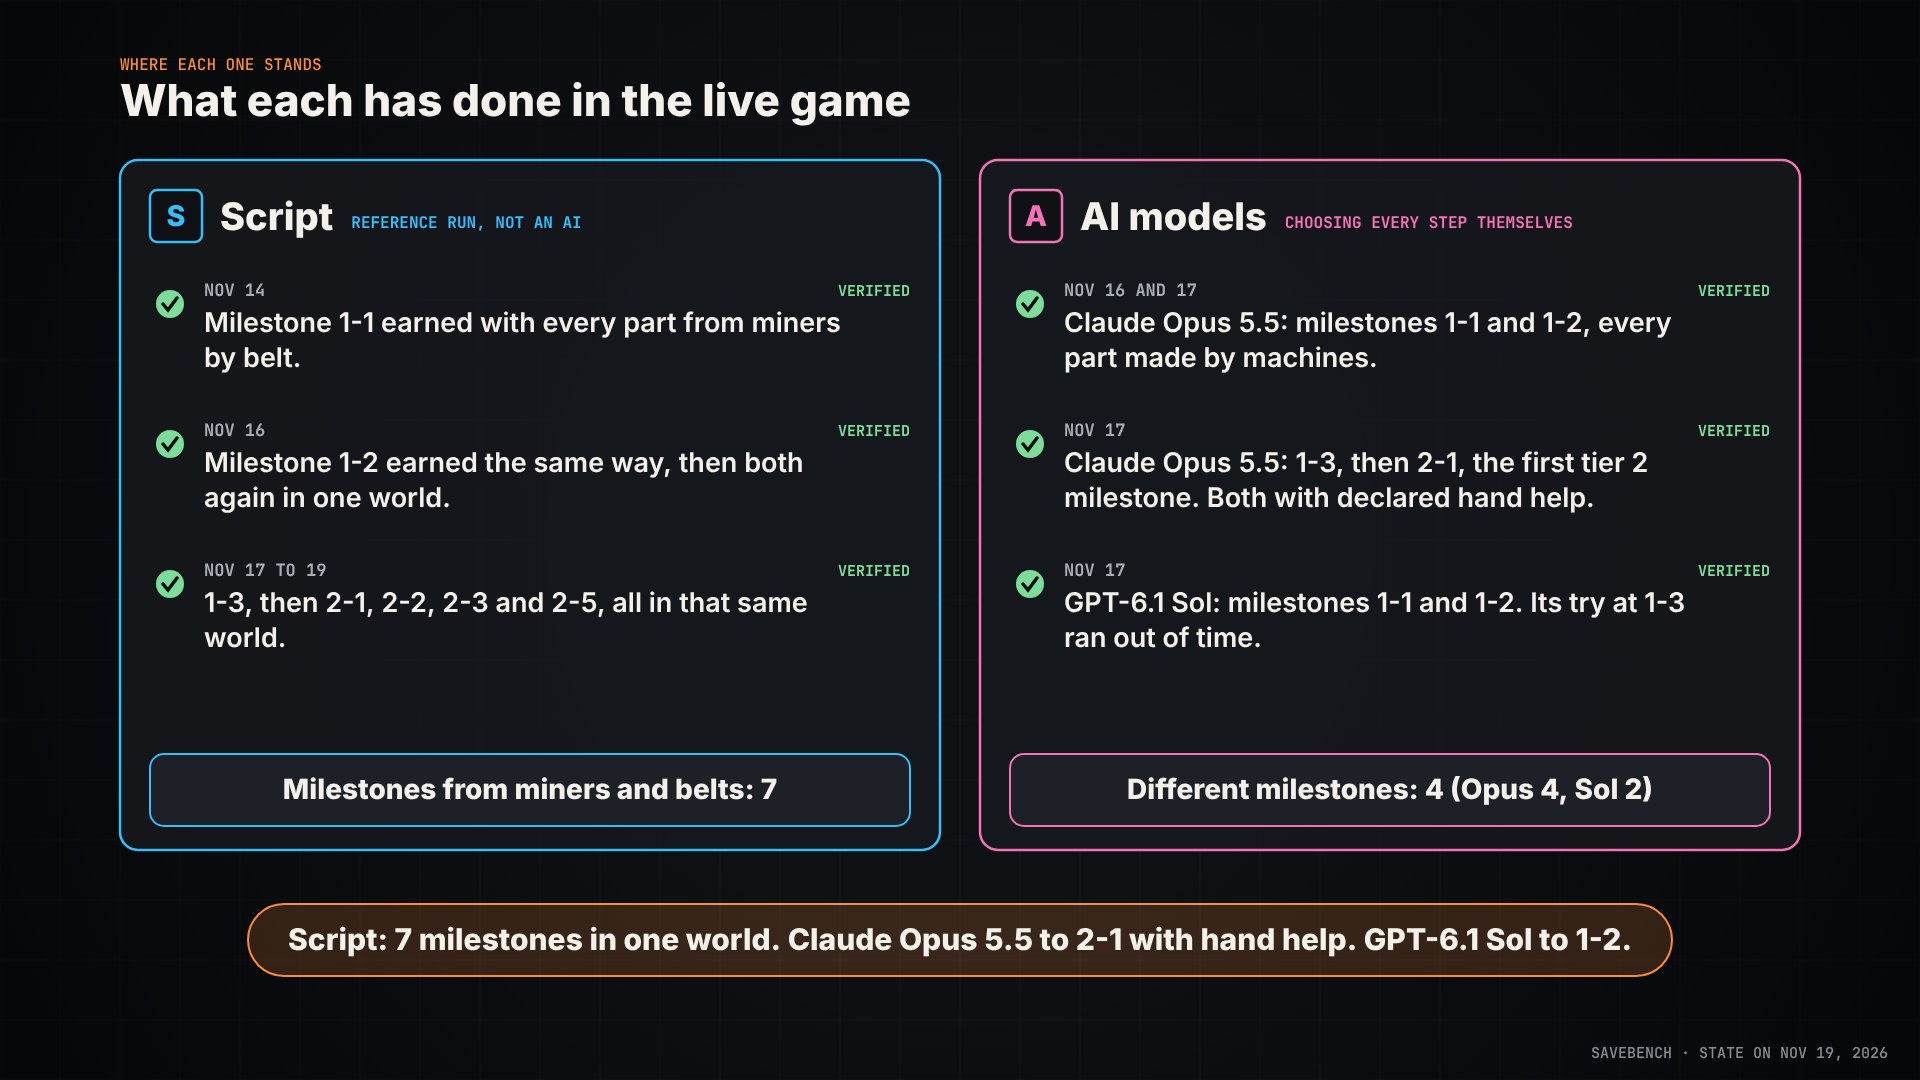 WHERE EACH ONE STANDS
What each has done in the live game
S
Script
REFERENCE RUN, NOT AN AI
NOV 14
VERIFIED
Milestone 1-1 earned with every part from miners
by belt.
NOV 16
VERIFIED
Milestone 1-2 earned the same way, then both
again in one world.
NOV 17 TO 19
VERIFIED
1-3, then 2-1, 2-2, 2-3 and 2-5, all in that same
world.
Milestones from miners and belts: 7
A
AI models
CHOOSING EVERY STEP THEMSELVES
NOV 16 AND 17
VERIFIED
Claude Opus 5.5: milestones 1-1 and 1-2, every
part made by machines.
NOV 17
VERIFIED
Claude Opus 5.5: 1-3, then 2-1, the first tier 2
milestone. Both with declared hand help.
NOV 17
VERIFIED
GPT-6.1 Sol: milestones 1-1 and 1-2. Its try at 1-3
ran out of time.
Different milestones: 4 (Opus 4, Sol 2)
Script: 7 milestones in one world. Claude Opus 5.5 to 2-1 with hand help. GPT-6.1 Sol to 1-2.
SAVEBENCH · STATE ON NOV 19, 2026